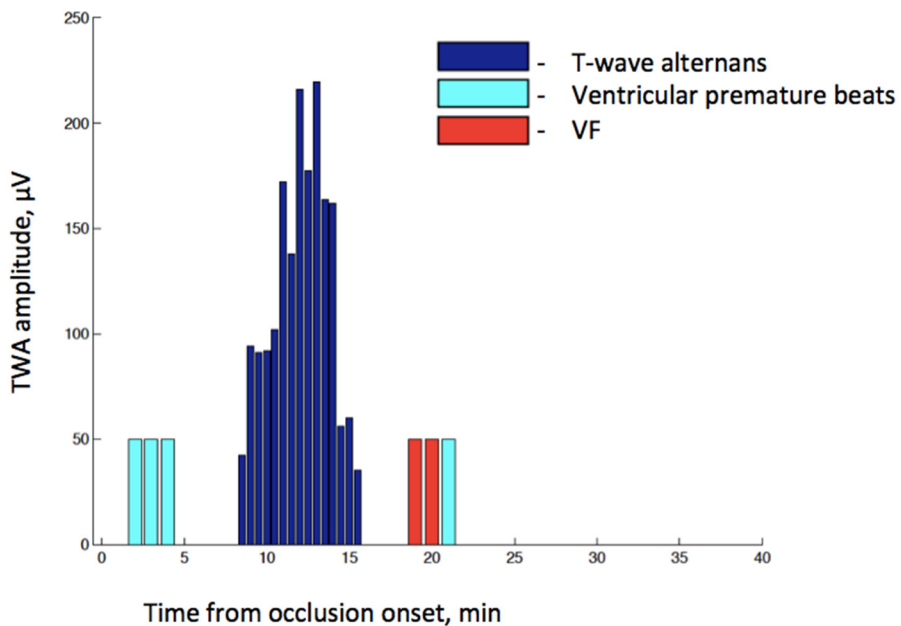 250
200
150
100
50
0
TWA amplitude, µV
- T-wave alternans
- Ventricular premature beats
- VF
0 5 10 15 20 25 30 35 40
Time from occlusion onset, min